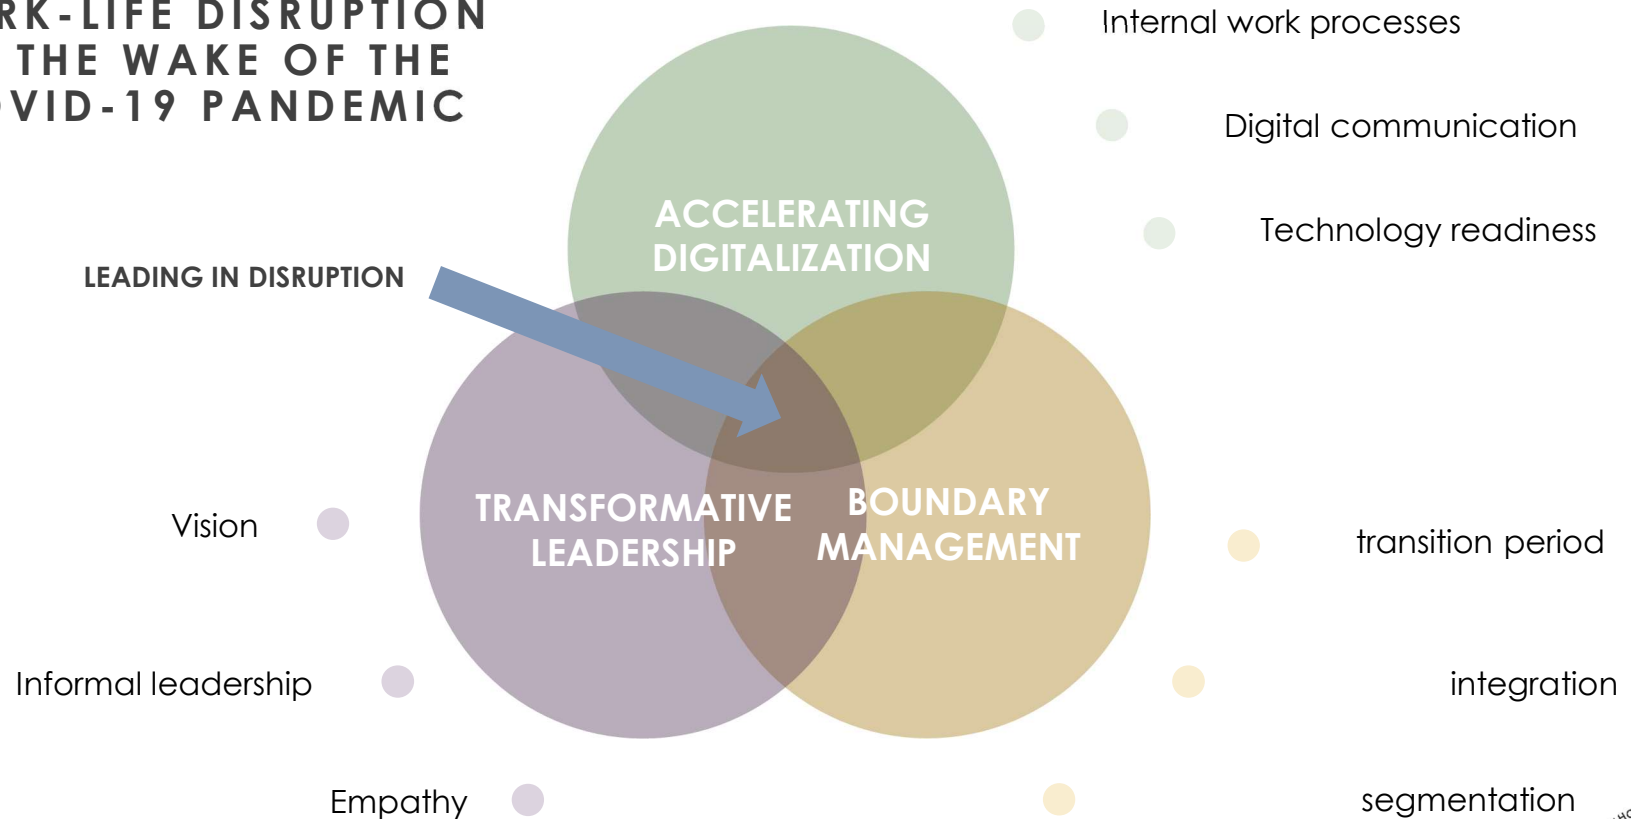 RK-LIFE DISRUPTION
THE WAKE OF THE
OVID-19 PANDEMIC
Internal work processes
Digital communication
Technology readiness
ACCELERATING
DIGITALIZATION
LEADING IN DISRUPTION
TRANSFORMATIVE
LEADERSHIP
BOUNDARY
MANAGEMENT
Vision
Informal leadership
Empathy
transition period
integration
segmentation